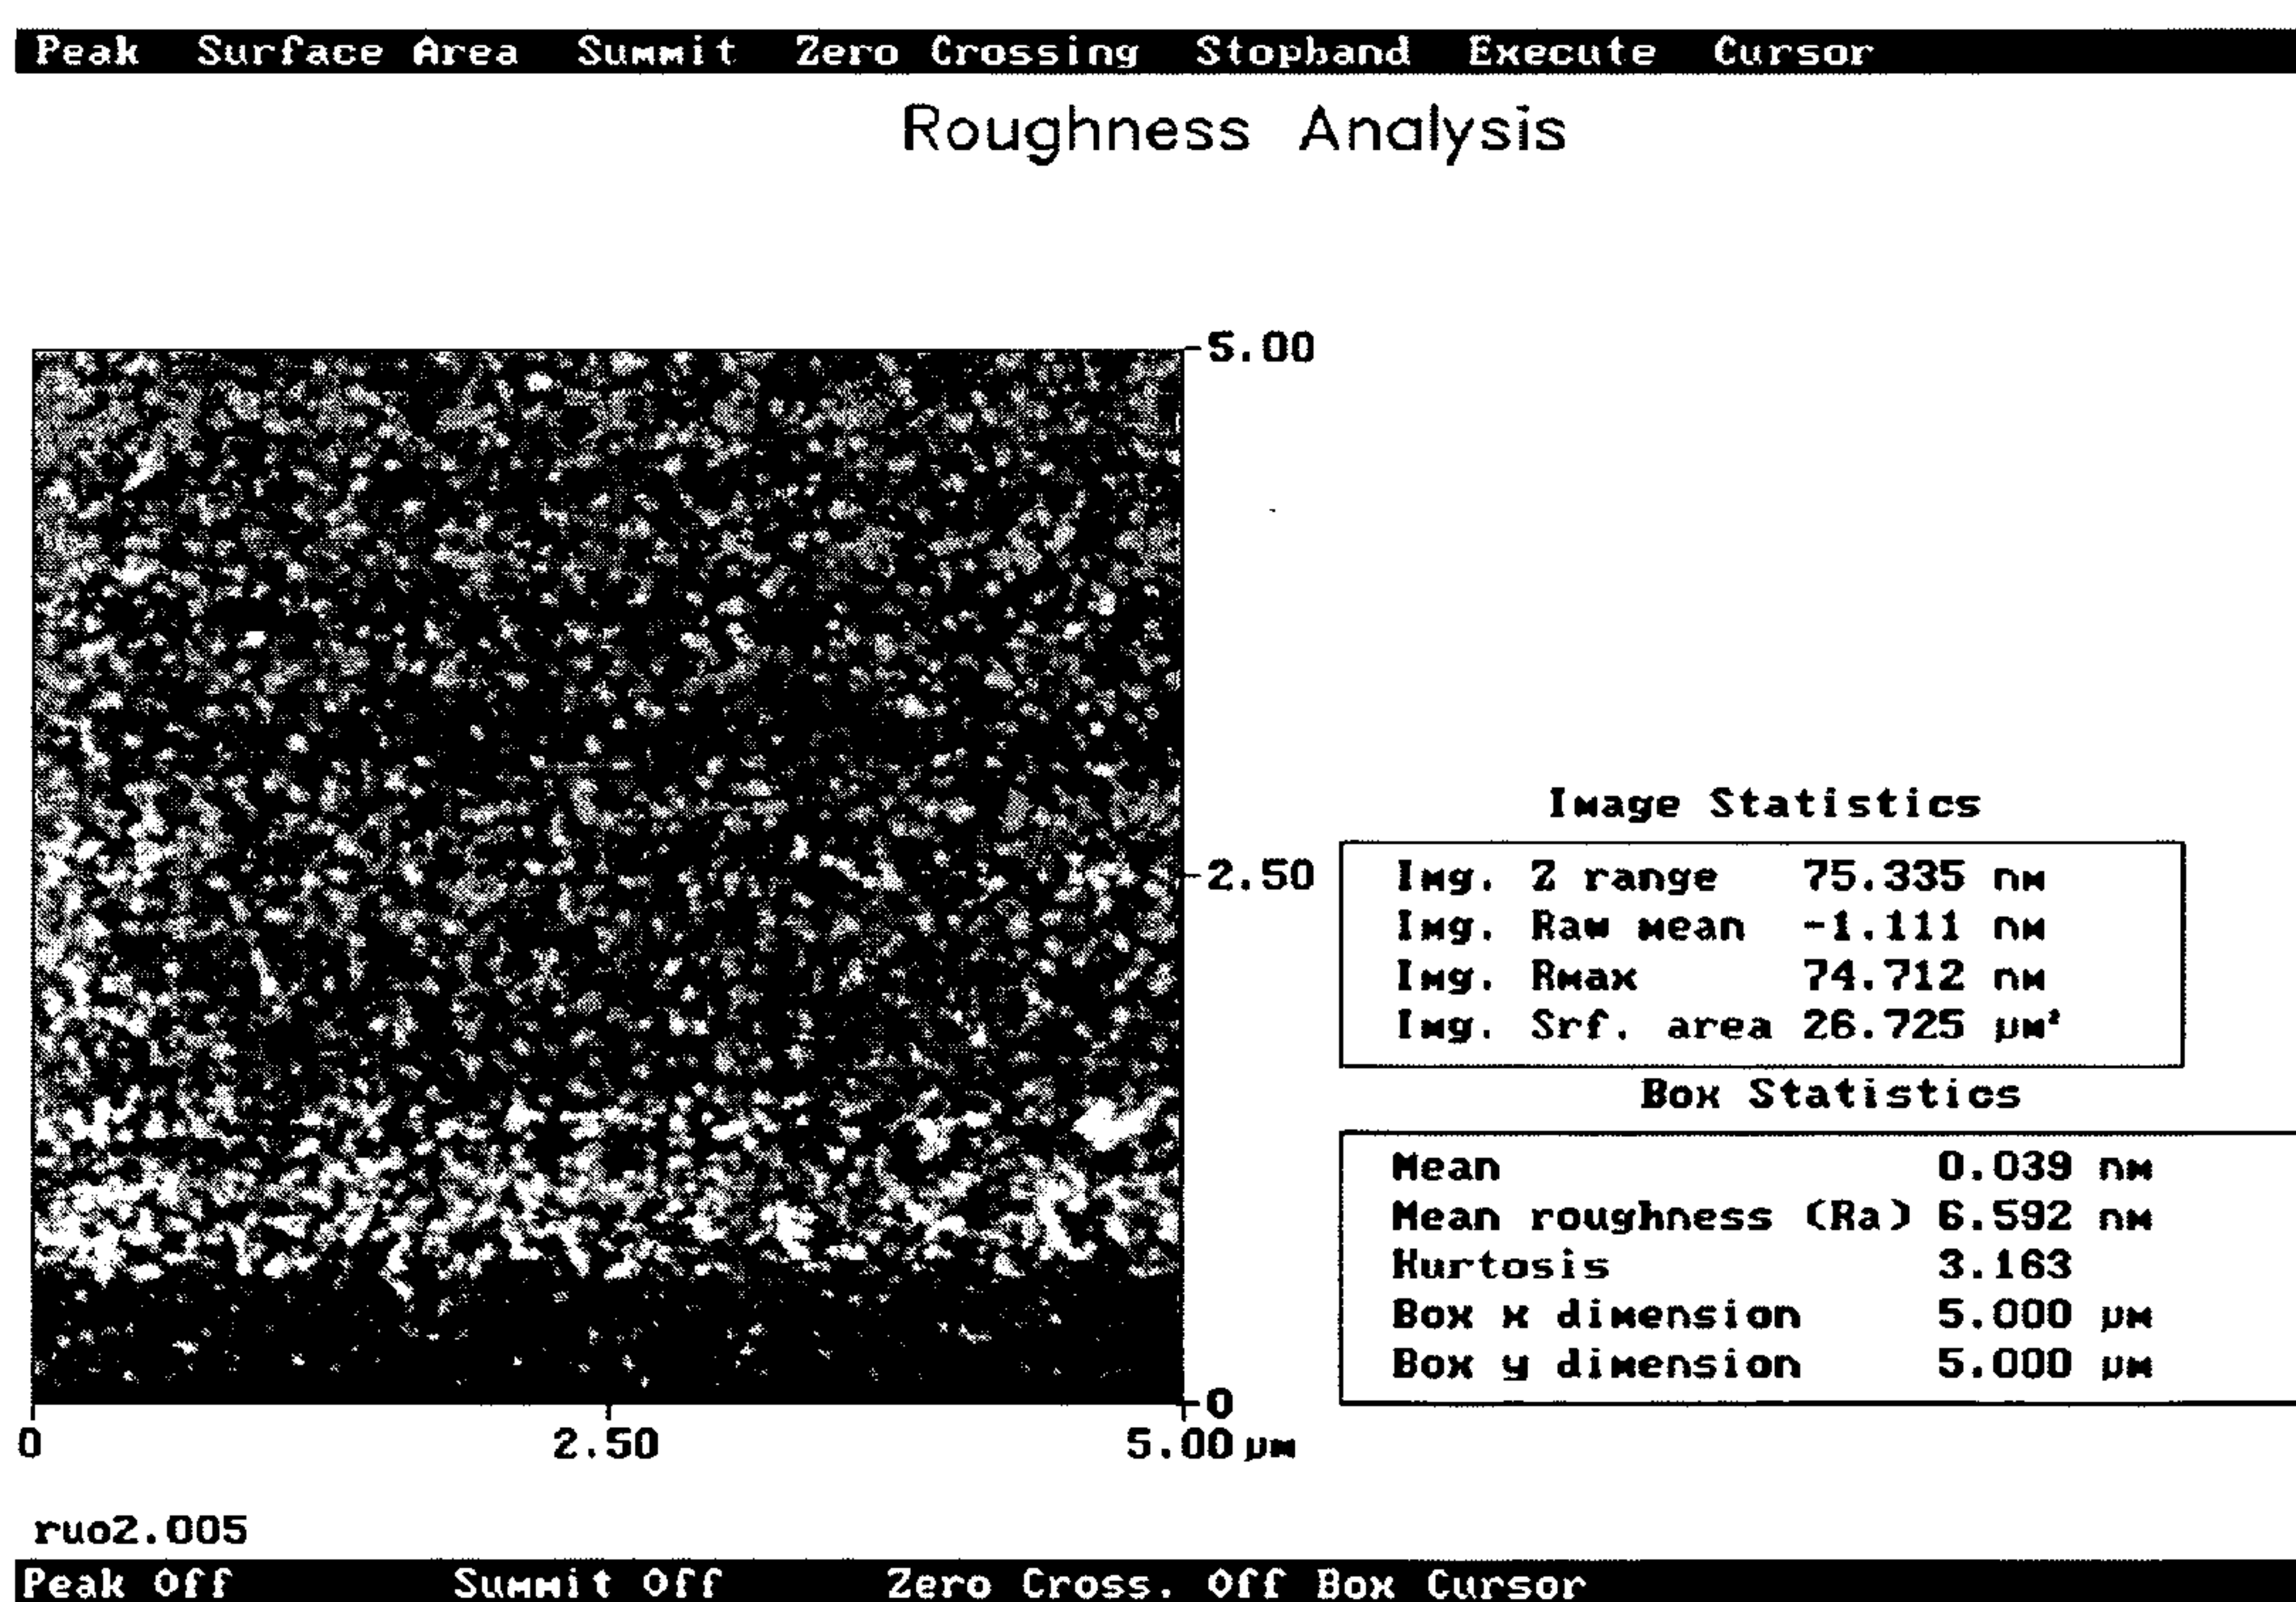 Peak Surface Area Summit Zero Crossing Stopband Execute Cursor
Roughness Analysis
5.00
2.50
0
0 2.50 5.00 µm
Image Statistics
Img. Z range 75.335 nm
Img. Raw mean -1.111 nm
Img. Rmax 74.712 nm
Img. Srf. area 26.725 µm²
Box Statistics
Mean 0.039 nm
Mean roughness (Ra) 6.592 nm
Kurtosis 3.163
Box x dimension 5.000 µm
Box y dimension 5.000 µm
ruo2.005
Peak Off Summit Off Zero Cross. Off Box Cursor